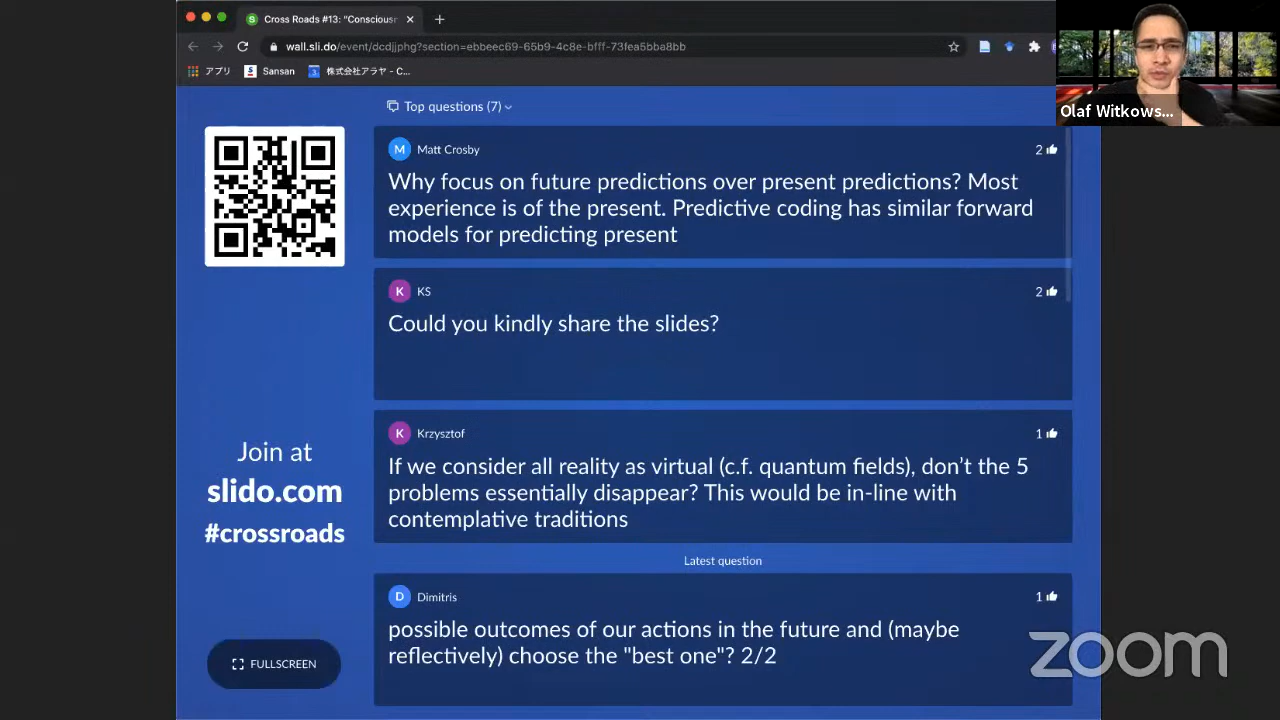 Cross Roads #13: "Consciousn
wall.sli.do/event/dcdjjphg?section=ebbeec69-65b9-4c8e-bfff-73fea5bba8bb
アプリ
Sansan
株式会社アラヤ - C...
Olaf Witkows...
Top questions (7)
M
Matt Crosby
2
Why focus on future predictions over present predictions? Most
experience is of the present. Predictive coding has similar forward
models for predicting present
K
KS
2
Could you kindly share the slides?
K
Krzysztof
1
If we consider all reality as virtual (c.f. quantum fields), don't the 5
problems essentially disappear? This would be in-line with
contemplative traditions
Join at
slido.com
#crossroads
Latest question
D
Dimitris
1
possible outcomes of our actions in the future and (maybe
reflectively) choose the "best one"? 2/2
FULLSCREEN
zoom